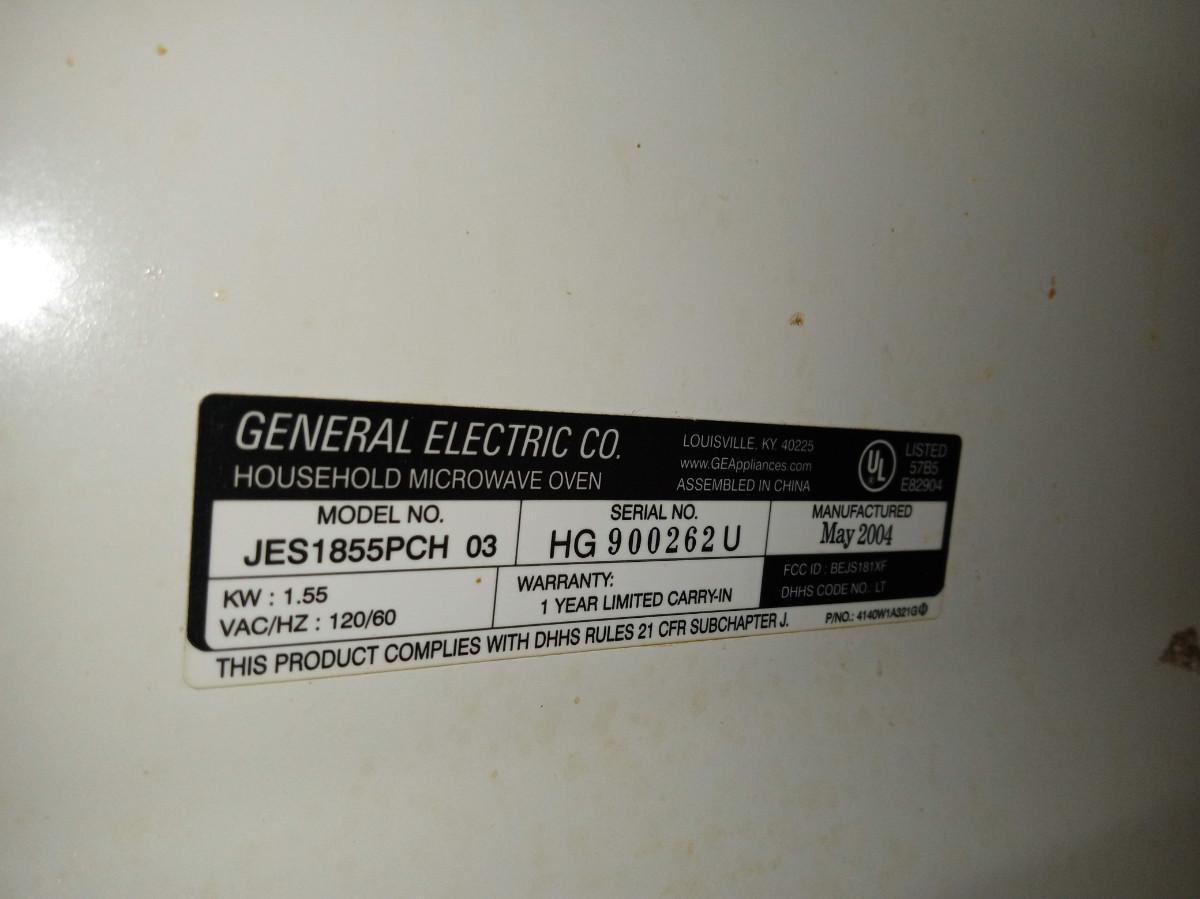 GENERAL ELECTRIC CO.
HOUSEHOLD MICROWAVE OVEN
LOUISVILLE, KY 40225
www.GEAppliances.com
ASSEMBLED IN CHINA
UL
LISTED
57B5
E82904
MODEL NO.
JES1855PCH 03
SERIAL NO.
HG 900262 U
MANUFACTURED
May 2004
KW : 1.55
VAC/HZ : 120/60
WARRANTY:
1 YEAR LIMITED CARRY-IN
FCC ID : BEJS181XF
DHHS CODE NO.: LT
THIS PRODUCT COMPLIES WITH DHHS RULES 21 CFR SUBCHAPTER J.
P/NO.: 4140W1A321G